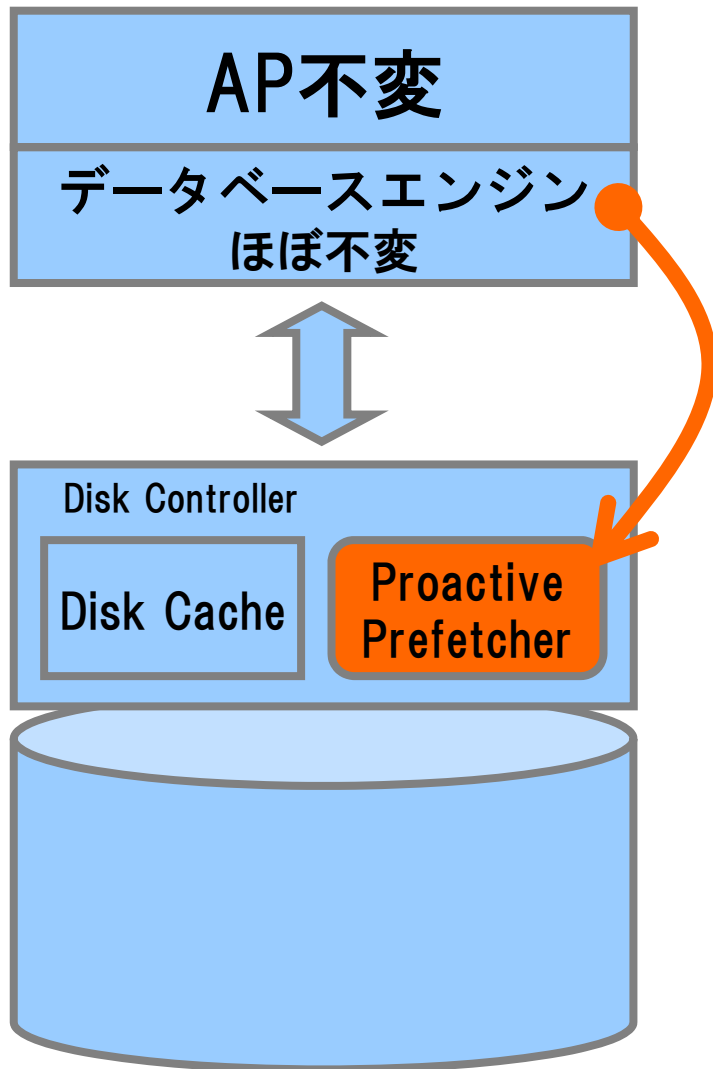 AP不変
データベースエンジン
ほぼ不変
Disk Controller
Disk Cache
Proactive
Prefetcher